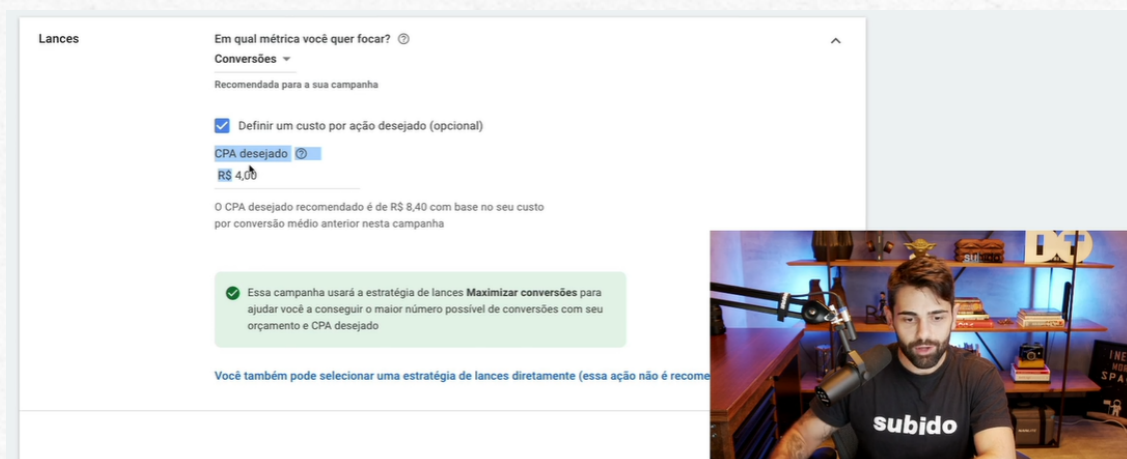 Lances
Em qual métrica você quer focar?
Conversões
Recomendada para a sua campanha
Definir um custo por ação desejado (opcional)
CPA desejado
R$ 4,00
O CPA desejado recomendado é de R$ 8,40 com base no seu custo
por conversão médio anterior nesta campanha
Essa campanha usará a estratégia de lances Maximizar conversões para
ajudar você a conseguir o maior número possível de conversões com seu
orçamento e CPA desejado
Você também pode selecionar uma estratégia de lances diretamente (essa ação não é recome
subido